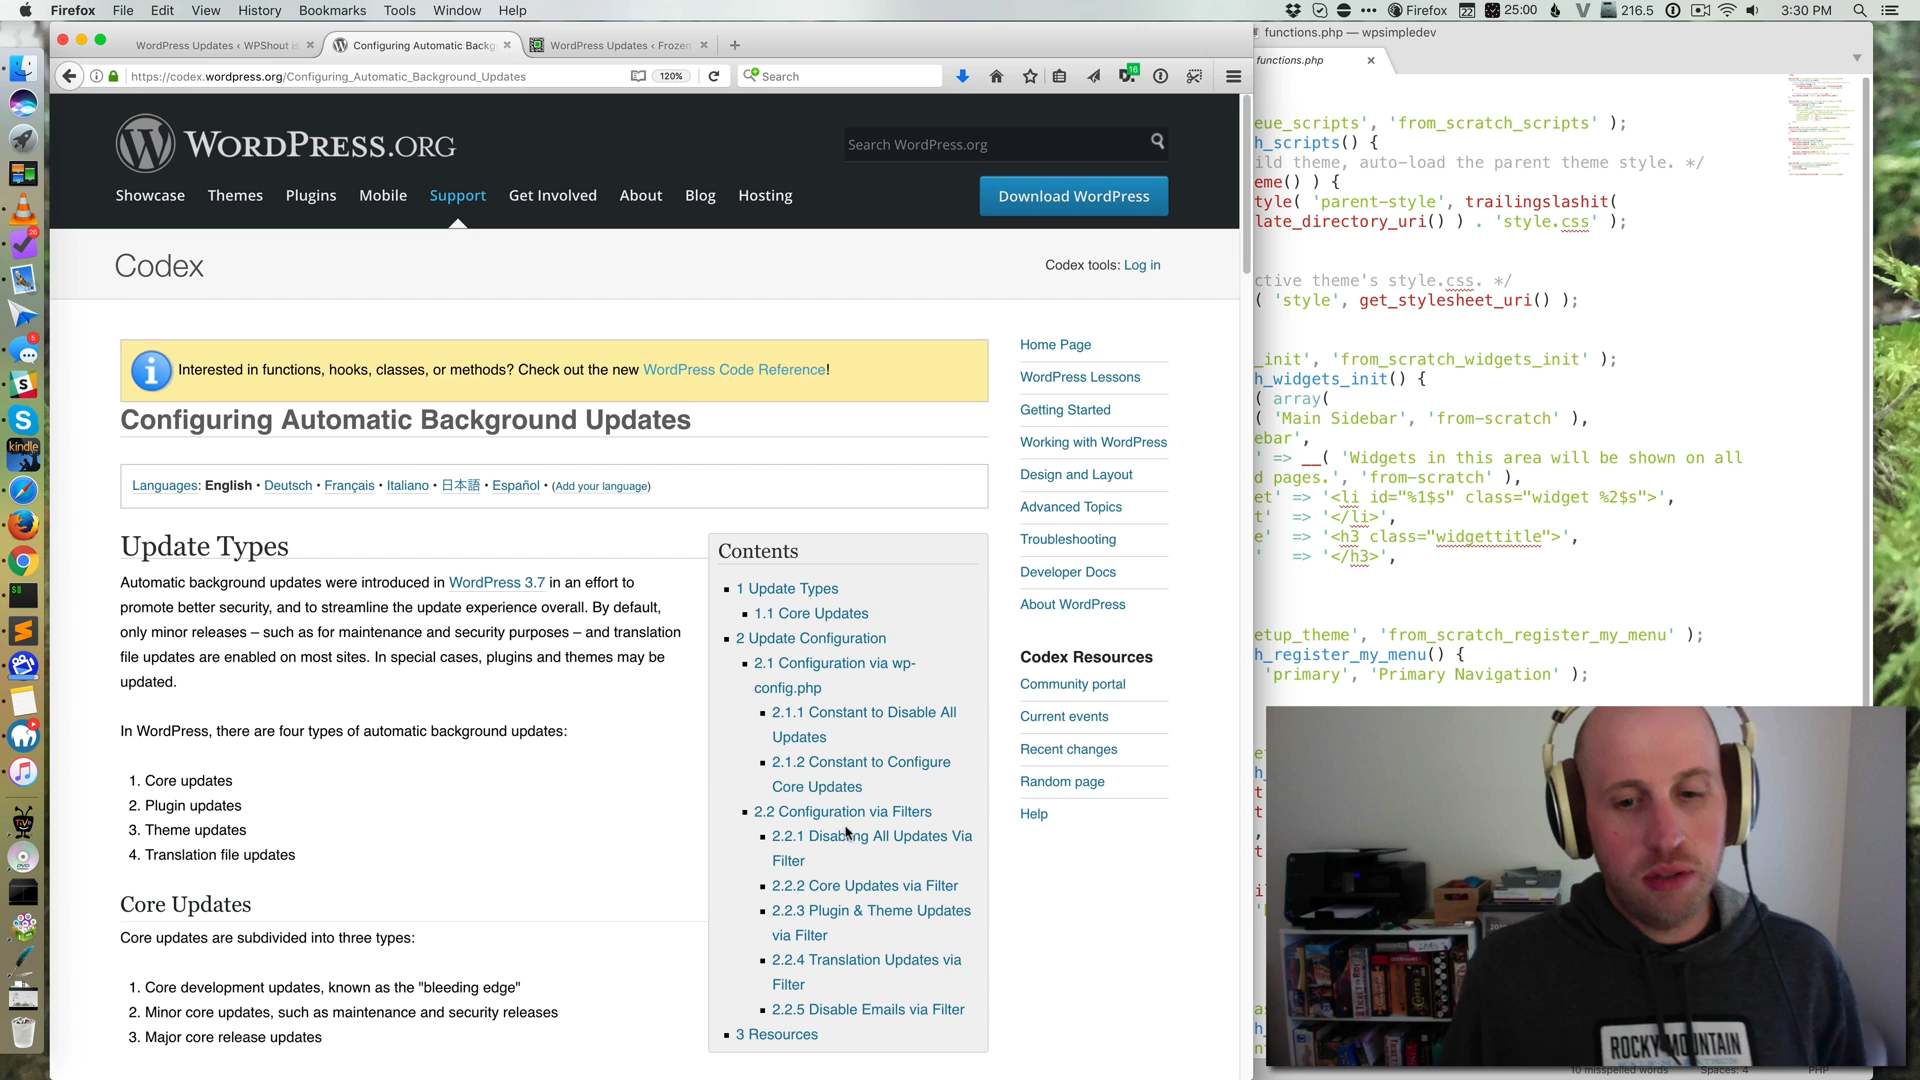 Firefox File Edit View History Bookmarks Tools Window Help
Firefox 25:00 216.5 3:30 PM
WordPress Updates ‹ WPShout is
Configuring Automatic Backg
WordPress Updates ‹ Frozen
functions.php — wpsimpledev
functions.php
https://codex.wordpress.org/Configuring_Automatic_Background_Updates
120%
Search
16
WORDPRESS.ORG
Search WordPress.org
Showcase Themes Plugins Mobile Support Get Involved About Blog Hosting
Download WordPress
Codex
Codex tools: Log in
Interested in functions, hooks, classes, or methods? Check out the new WordPress Code Reference!
Configuring Automatic Background Updates
Languages: English • Deutsch • Français • Italiano • 日本語 • Español • (Add your language)
Update Types
Automatic background updates were introduced in WordPress 3.7 in an effort to
promote better security, and to streamline the update experience overall. By default,
only minor releases – such as for maintenance and security purposes – and translation
file updates are enabled on most sites. In special cases, plugins and themes may be
updated.
In WordPress, there are four types of automatic background updates:
1. Core updates
2. Plugin updates
3. Theme updates
4. Translation file updates
Core Updates
Core updates are subdivided into three types:
1. Core development updates, known as the "bleeding edge"
2. Minor core updates, such as maintenance and security releases
3. Major core release updates
Contents
1 Update Types
1.1 Core Updates
2 Update Configuration
2.1 Configuration via wp-
config.php
2.1.1 Constant to Disable All
Updates
2.1.2 Constant to Configure
Core Updates
2.2 Configuration via Filters
2.2.1 Disabling All Updates Via
Filter
2.2.2 Core Updates via Filter
2.2.3 Plugin & Theme Updates
via Filter
2.2.4 Translation Updates via
Filter
2.2.5 Disable Emails via Filter
3 Resources
Home Page
WordPress Lessons
Getting Started
Working with WordPress
Design and Layout
Advanced Topics
Troubleshooting
Developer Docs
About WordPress
Codex Resources
Community portal
Current events
Recent changes
Random page
Help
eue_scripts', 'from_scratch_scripts' );
h_scripts() {
ild theme, auto-load the parent theme style. */
eme() ) {
tyle( 'parent-style', trailingslashit(
late_directory_uri() ) . 'style.css' );
ctive theme's style.css. */
( 'style', get_stylesheet_uri() );
_init', 'from_scratch_widgets_init' );
h_widgets_init() {
( array(
( 'Main Sidebar', 'from-scratch' ),
ebar',
' => __( 'Widgets in this area will be shown on all
d pages.', 'from-scratch' ),
et' => '<li id="%1$s" class="widget %2$s">',
t' => '</li>',
e' => '<h3 class="widgettitle">',
' => '</h3>',
etup_theme', 'from_scratch_register_my_menu' );
h_register_my_menu() {
'primary', 'Primary Navigation' );
kindle
ROCKY MOUNTAIN
10 misspelled words Spaces: 4 PHP